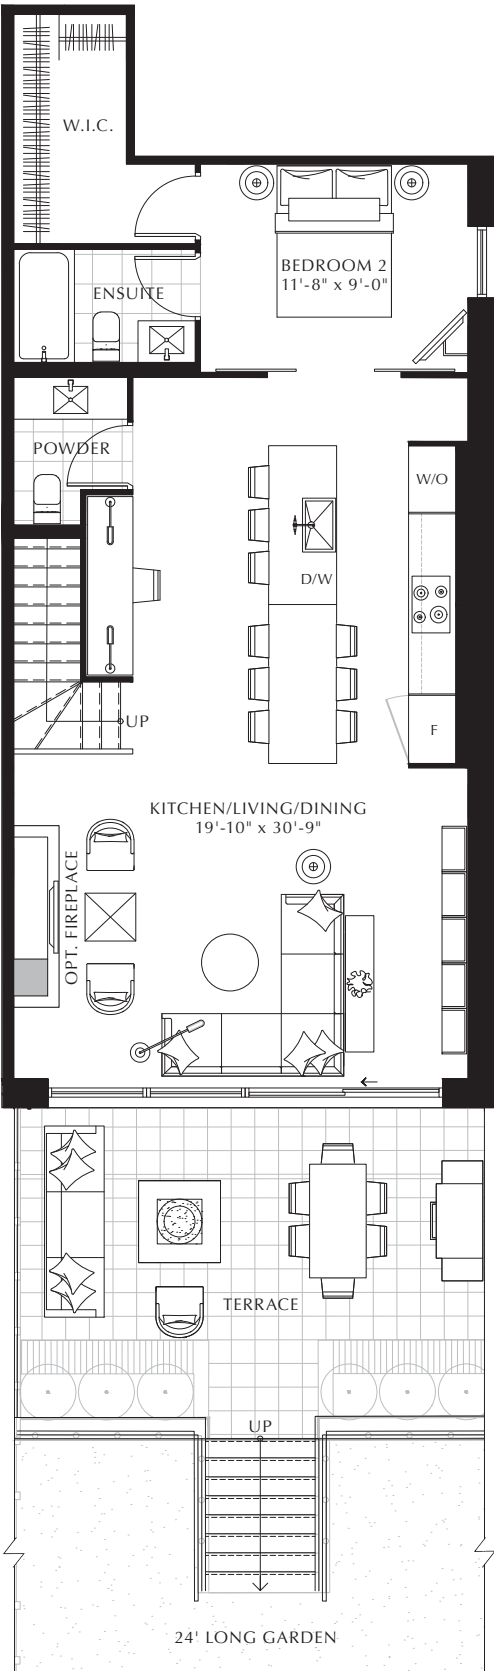 W.I.C.
BEDROOM 2
11'-8" x 9'-0"
ENSUITE
POWDER
W/O
D/W
UP
F
KITCHEN/LIVING/DINING
19'-10" x 30'-9"
OPT. FIREPLACE
TERRACE
UP
24' LONG GARDEN